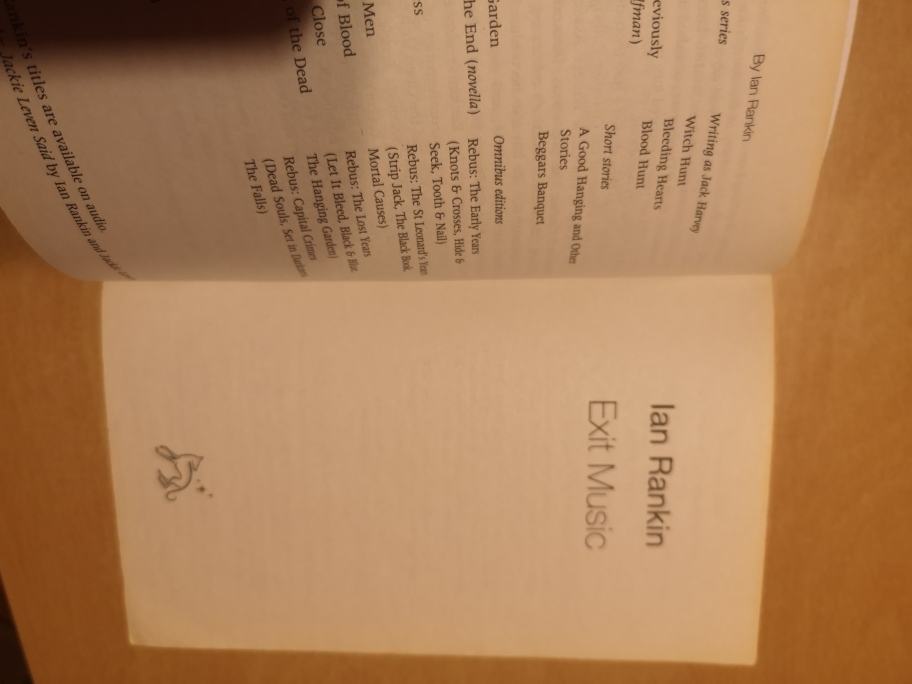 By Ian Rankin
s series
eviously
ffman)
arden
he End (novella)
ss
Men
f Blood
Close
of the Dead
Writing as Jack Harvey
Witch Hunt
Bleeding Hearts
Blood Hunt
Short stories
A Good Hanging and Other
Stories
Beggars Banquet
Omnibus editions
Rebus: The Early Years
(Knots & Crosses, Hide &
Seek, Tooth & Nail)
Rebus: The St Leonard's Years
(Strip Jack, The Black Book,
Mortal Causes)
Rebus: The Lost Years
(Let It Bleed, Black & Blue,
The Hanging Garden)
Rebus: Capital Crimes
(Dead Souls, Set in Darkness,
The Falls)
ankin's titles are available on audio.
Jackie Leven Said by Ian Rankin and Jackie
Ian Rankin
Exit Music